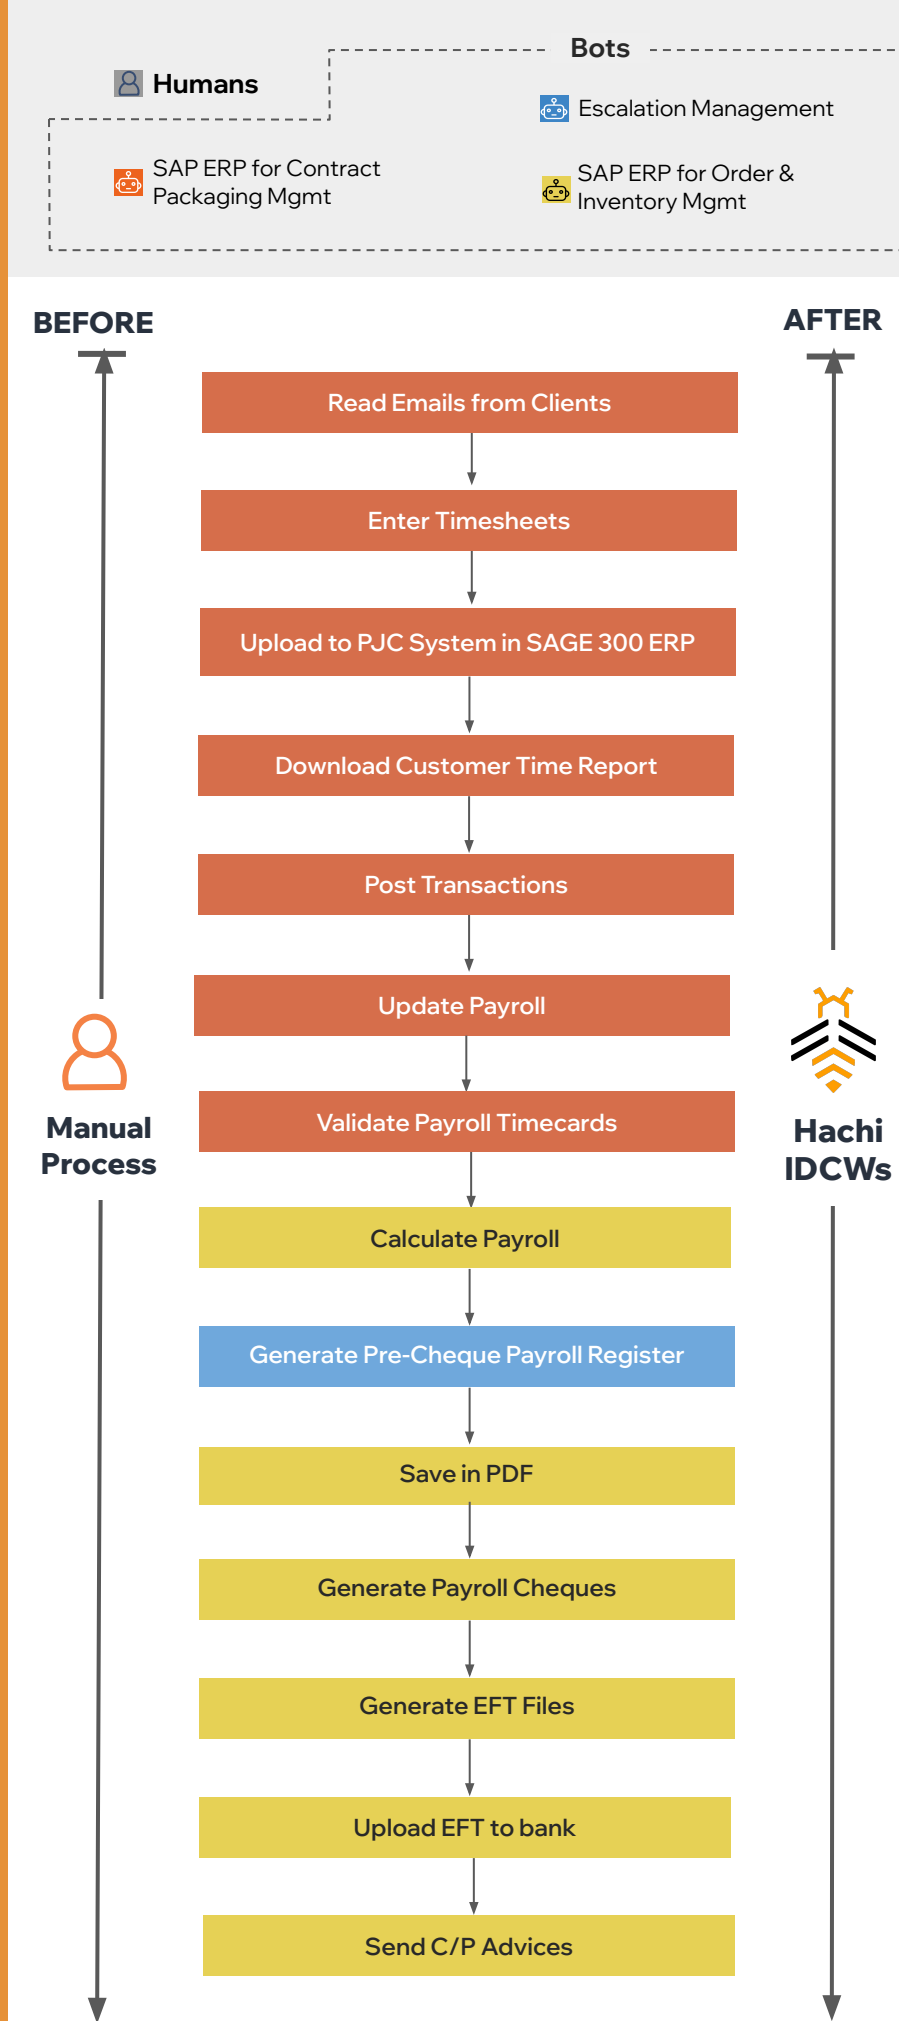 Bots
Humans
Escalation Management
SAP ERP for Contract
Packaging Mgmt
SAP ERP for Order &
Inventory Mgmt
BEFORE
AFTER
Read Emails from Clients
Enter Timesheets
Upload to PJC System in SAGE 300 ERP
Download Customer Time Report
Post Transactions
Update Payroll
Manual
Process
Hachi
IDCWs
Validate Payroll Timecards
Calculate Payroll
Generate Pre-Cheque Payroll Register
Save in PDF
Generate Payroll Cheques
Generate EFT Files
Upload EFT to bank
Send C/P Advices